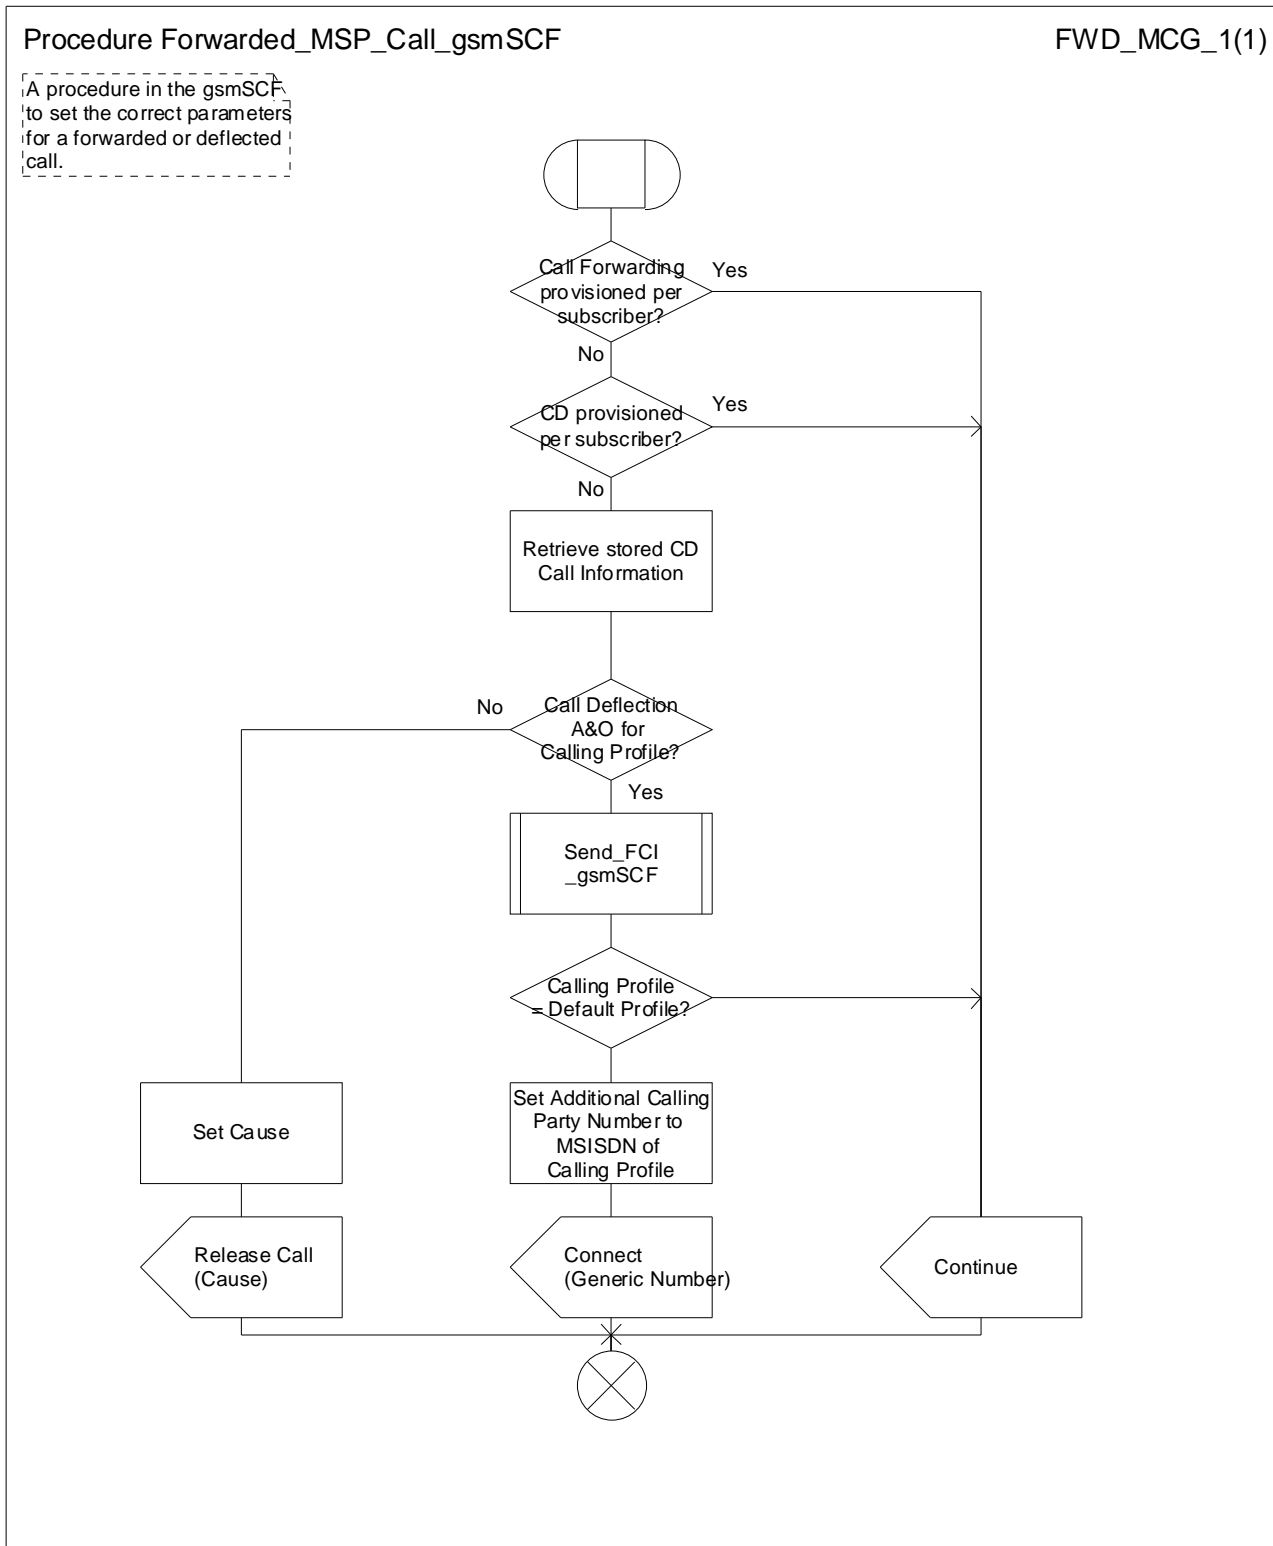 Procedure Forwarded_MSP_Call_gsmSCF
FWD_MCG_1(1)
A procedure in the gsmSCF
to set the correct parameters
for a forwarded or deflected
call.
Call Forwarding
provisioned per
subscriber?
Yes
No
CD provisioned
per subscriber?
Yes
No
Retrieve stored CD
Call Information
No
Call Deflection
A&O for
Calling Profile?
Yes
Send_FCI
_gsmSCF
Calling Profile
= Default Profile?
Set Cause
Set Additional Calling
Party Number to
MSISDN of
Calling Profile
Release Call
(Cause)
Connect
(Generic Number)
Continue